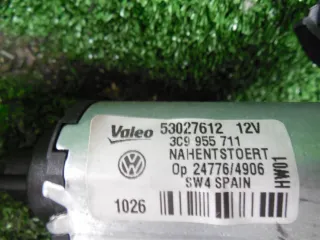 Valeo 53027612 12V
3C9 955 711
NAHENTSTOERT
Op 24776/4906
SW4 SPAIN
HW01
1026